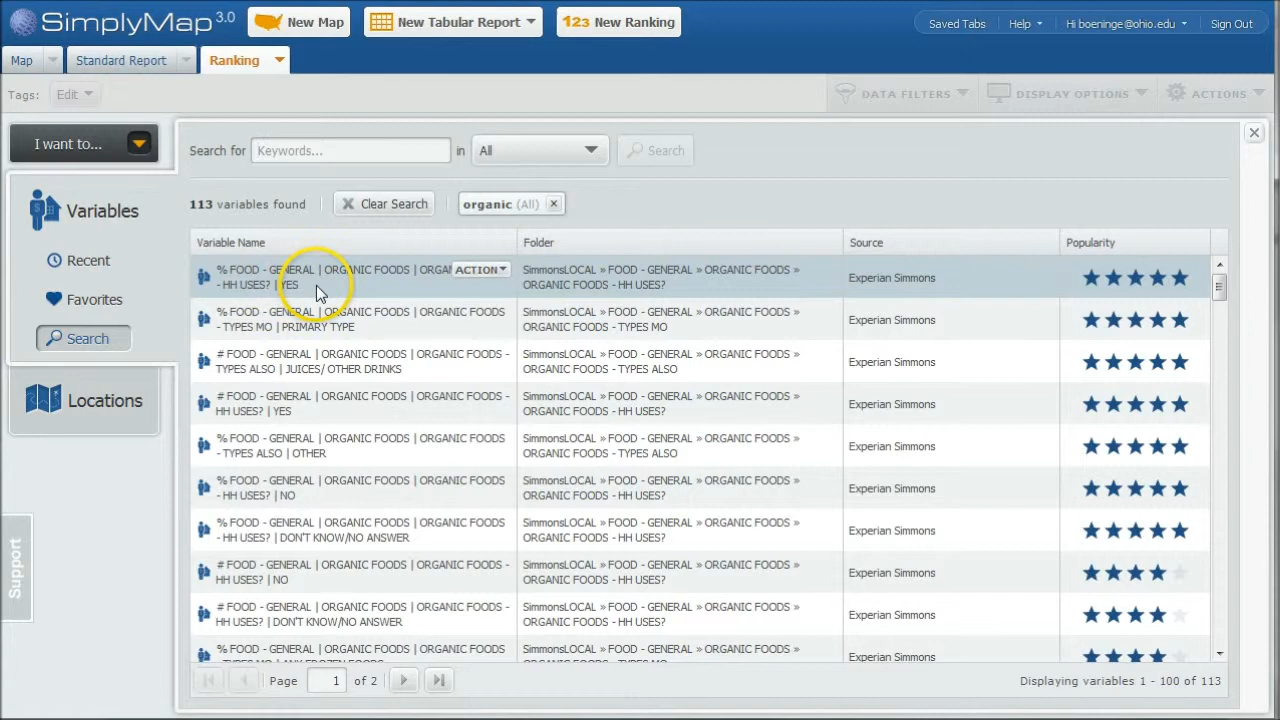 SimplyMap 3.0
New Map
New Tabular Report
123 New Ranking
Saved Tabs
Help
Hi boeninge@ohio.edu
Sign Out
Map
Standard Report
Ranking
Tags:
Edit
DATA FILTERS
DISPLAY OPTIONS
ACTIONS
I want to...
Search for
Keywords...
in
All
Search
Variables
113 variables found
Clear Search
organic (All)
Recent
Favorites
Search
Locations
Support
Variable Name
Folder
Source
Popularity
% FOOD - GENERAL | ORGANIC FOODS | ORGA
ACTION
- HH USES? | YES
SimmonsLOCAL » FOOD - GENERAL » ORGANIC FOODS »
ORGANIC FOODS - HH USES?
Experian Simmons
% FOOD - GENERAL | ORGANIC FOODS | ORGANIC FOODS
- TYPES MO | PRIMARY TYPE
SimmonsLOCAL » FOOD - GENERAL » ORGANIC FOODS »
ORGANIC FOODS - TYPES MO
Experian Simmons
# FOOD - GENERAL | ORGANIC FOODS | ORGANIC FOODS -
TYPES ALSO | JUICES/ OTHER DRINKS
SimmonsLOCAL » FOOD - GENERAL » ORGANIC FOODS »
ORGANIC FOODS - TYPES ALSO
Experian Simmons
# FOOD - GENERAL | ORGANIC FOODS | ORGANIC FOODS -
HH USES? | YES
SimmonsLOCAL » FOOD - GENERAL » ORGANIC FOODS »
ORGANIC FOODS - HH USES?
Experian Simmons
% FOOD - GENERAL | ORGANIC FOODS | ORGANIC FOODS
- TYPES ALSO | OTHER
SimmonsLOCAL » FOOD - GENERAL » ORGANIC FOODS »
ORGANIC FOODS - TYPES ALSO
Experian Simmons
% FOOD - GENERAL | ORGANIC FOODS | ORGANIC FOODS
- HH USES? | NO
SimmonsLOCAL » FOOD - GENERAL » ORGANIC FOODS »
ORGANIC FOODS - HH USES?
Experian Simmons
% FOOD - GENERAL | ORGANIC FOODS | ORGANIC FOODS
- HH USES? | DON'T KNOW/NO ANSWER
SimmonsLOCAL » FOOD - GENERAL » ORGANIC FOODS »
ORGANIC FOODS - HH USES?
Experian Simmons
# FOOD - GENERAL | ORGANIC FOODS | ORGANIC FOODS -
HH USES? | NO
SimmonsLOCAL » FOOD - GENERAL » ORGANIC FOODS »
ORGANIC FOODS - HH USES?
Experian Simmons
# FOOD - GENERAL | ORGANIC FOODS | ORGANIC FOODS -
HH USES? | DON'T KNOW/NO ANSWER
SimmonsLOCAL » FOOD - GENERAL » ORGANIC FOODS »
ORGANIC FOODS - HH USES?
Experian Simmons
% FOOD - GENERAL | ORGANIC FOODS | ORGANIC FOODS
- TYPES MO | ANY FROZEN FOODS
SimmonsLOCAL » FOOD - GENERAL » ORGANIC FOODS »
ORGANIC FOODS - TYPES MO
Experian Simmons
Page 1 of 2
Displaying variables 1 - 100 of 113